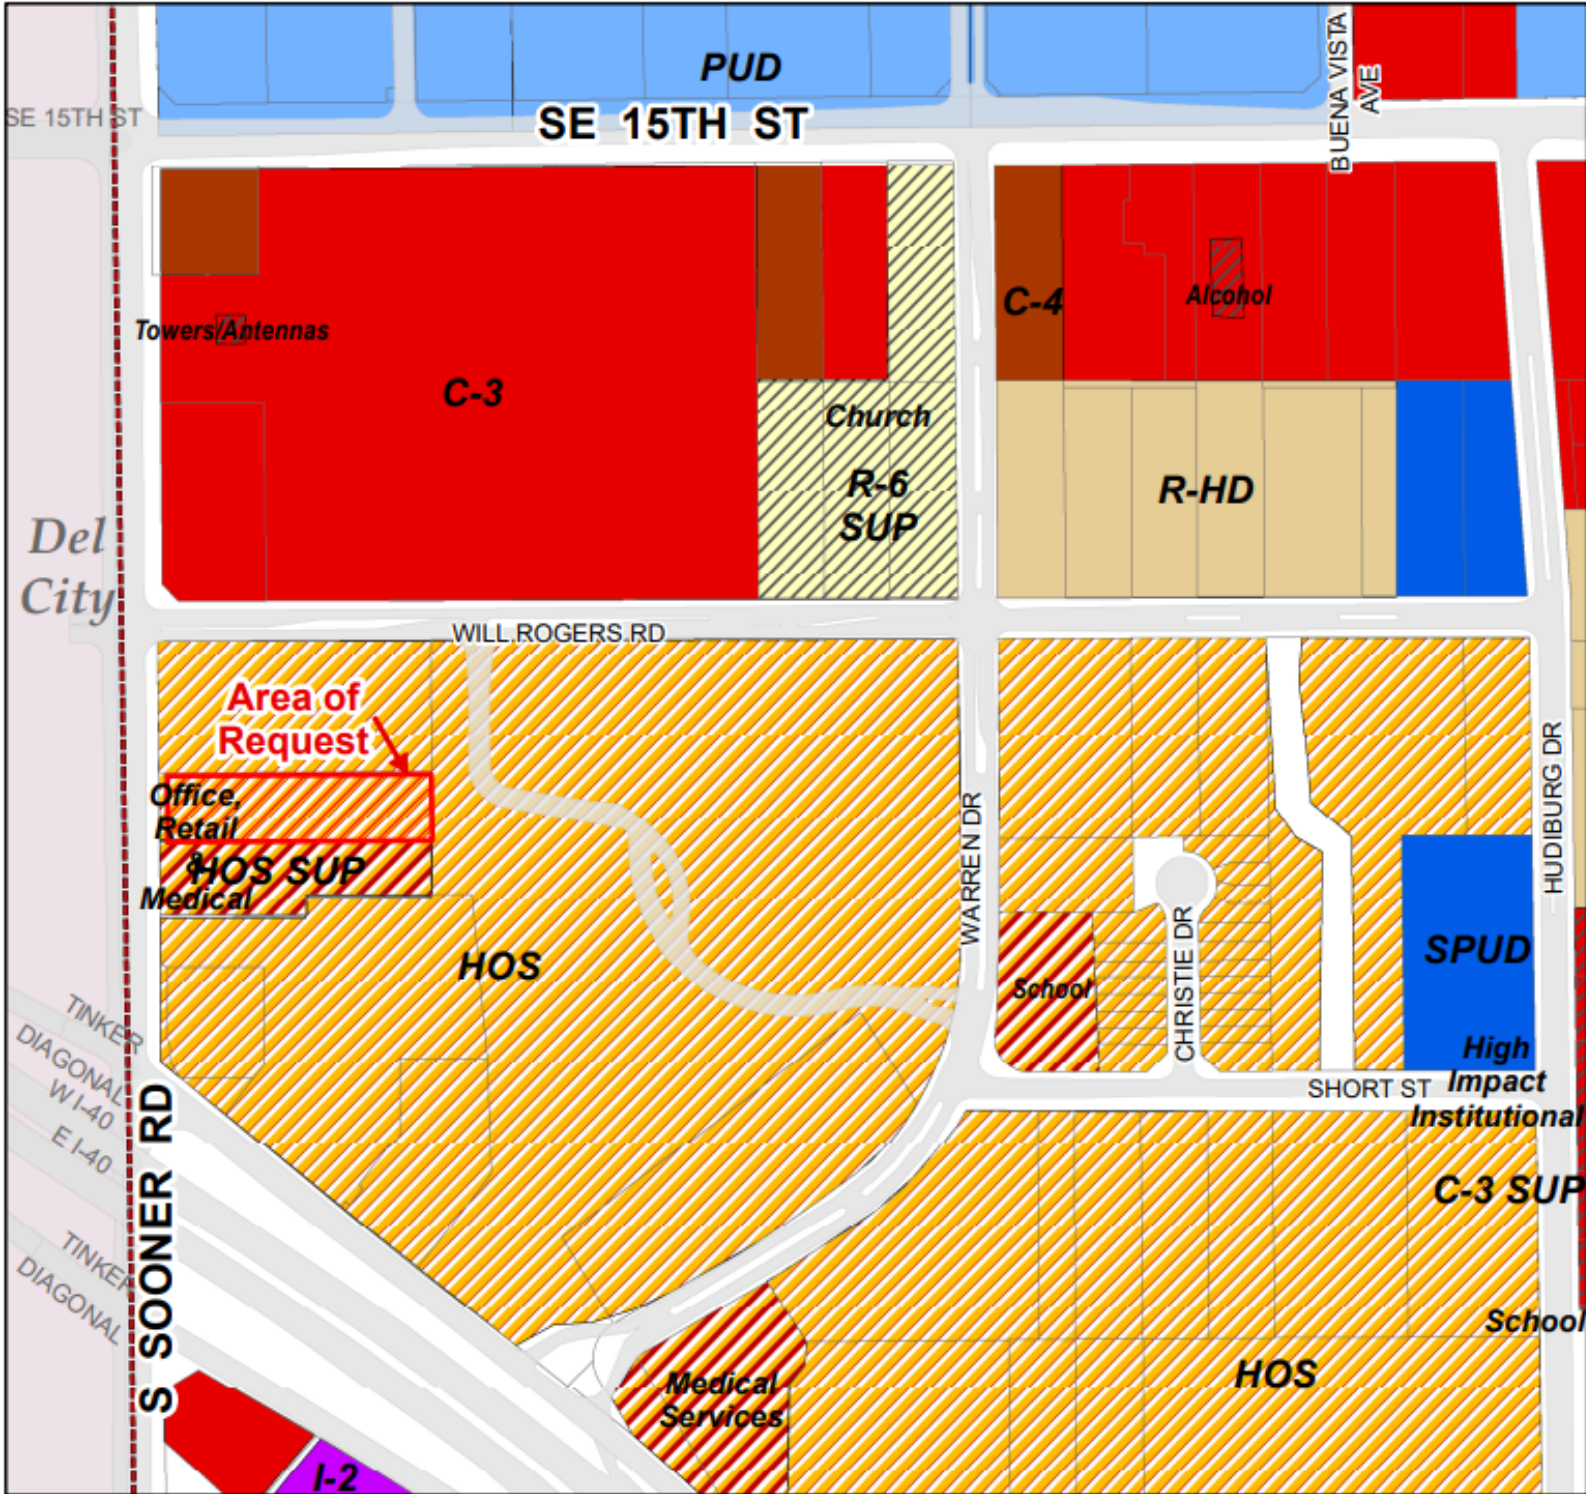 PUD
BUENA VISTA
AVE
SE 15TH ST
SE 15TH ST
C-4
Alcohol
Towers/Antennas
C-3
Church
R-6
SUP
R-HD
Del
City
WILL ROGERS RD
Area of
Request
Office,
Retail
&
Medical
HOS SUP
HOS
WARREN DR
HUDIBURG DR
CHRISTIE DR
School
SPUD
TINKER
DIAGONAL
W I-40
E I-40
TINKER
DIAGONAL
S SOONER RD
SHORT ST
High
Impact
Institutional
C-3 SUP
School
HOS
Medical
Services
I-2